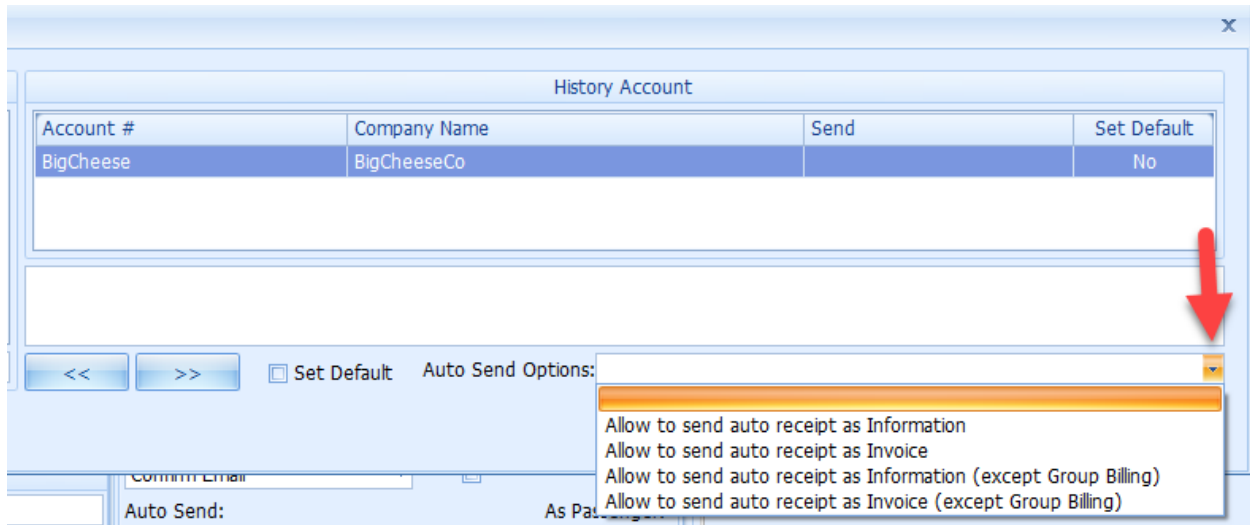 x
History Account
Account # Company Name Send Set Default
BigCheese BigCheeseCo No
<< >> Set Default Auto Send Options:
Allow to send auto receipt as Information
Allow to send auto receipt as Invoice
Allow to send auto receipt as Information (except Group Billing)
Allow to send auto receipt as Invoice (except Group Billing)
Confirm Email
Auto Send: